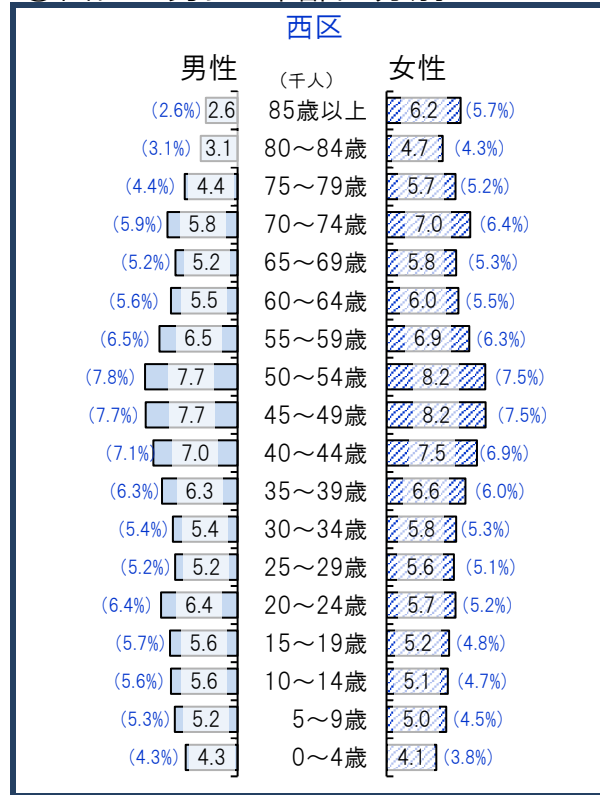 西区
男性 (千人) 女性
(2.6%) 2.6 85歳以上 6.2 (5.7%)
(3.1%) 3.1 80～84歳 4.7 (4.3%)
(4.4%) 4.4 75～79歳 5.7 (5.2%)
(5.9%) 5.8 70～74歳 7.0 (6.4%)
(5.2%) 5.2 65～69歳 5.8 (5.3%)
(5.6%) 5.5 60～64歳 6.0 (5.5%)
(6.5%) 6.5 55～59歳 6.9 (6.3%)
(7.8%) 7.7 50～54歳 8.2 (7.5%)
(7.7%) 7.7 45～49歳 8.2 (7.5%)
(7.1%) 7.0 40～44歳 7.5 (6.9%)
(6.3%) 6.3 35～39歳 6.6 (6.0%)
(5.4%) 5.4 30～34歳 5.8 (5.3%)
(5.2%) 5.2 25～29歳 5.6 (5.1%)
(6.4%) 6.4 20～24歳 5.7 (5.2%)
(5.7%) 5.6 15～19歳 5.2 (4.8%)
(5.6%) 5.6 10～14歳 5.1 (4.7%)
(5.3%) 5.2 5～9歳 5.0 (4.5%)
(4.3%) 4.3 0～4歳 4.1 (3.8%)